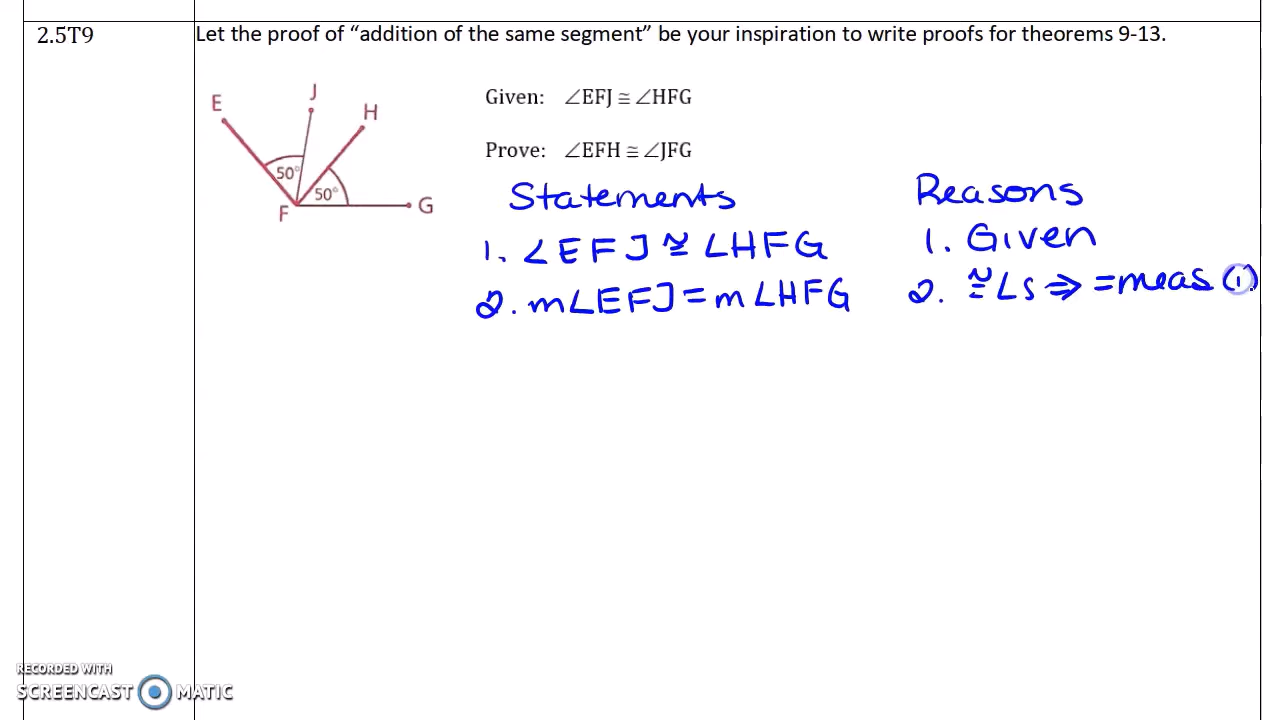 2.5T9
Let the proof of “addition of the same segment” be your inspiration to write proofs for theorems 9-13.
E
J
H
50°
50°
F
G
Given: ∠EFJ ≅ ∠HFG
Prove: ∠EFH ≅ ∠JFG
Statements
Reasons
1. ∠EFJ ≅ ∠HFG
1. Given
2. m∠EFJ = m∠HFG
2. ≅ ∠s ⇒ = meas (1)
RECORDED WITH
SCREENCAST MATIC